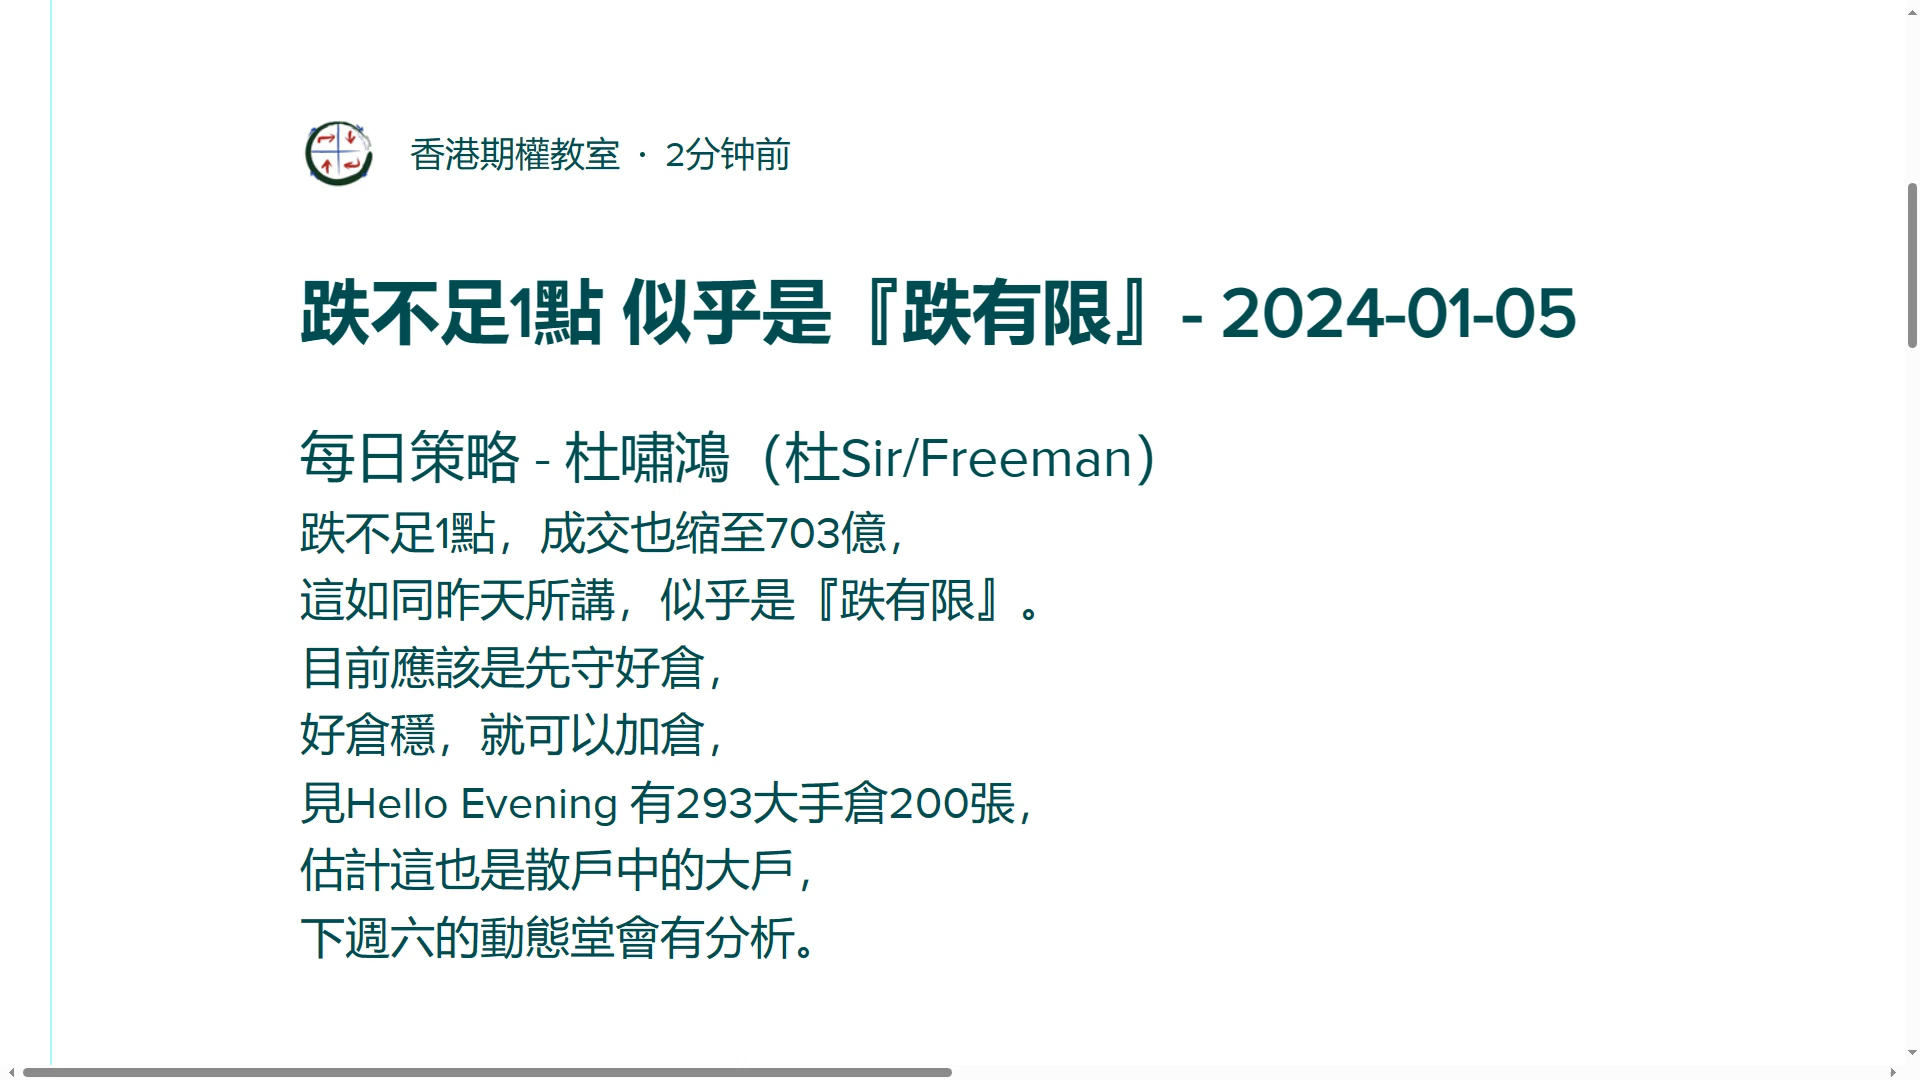 香港期權教室 · 2分钟前
跌不足1點 似乎是『跌有限』- 2024-01-05
每日策略 - 杜嘯鴻（杜Sir/Freeman）
跌不足1點，成交也缩至703億，
這如同昨天所講，似乎是『跌有限』。
目前應該是先守好倉，
好倉穩，就可以加倉，
見Hello Evening 有293大手倉200張，
估計這也是散戶中的大戶，
下週六的動態堂會有分析。